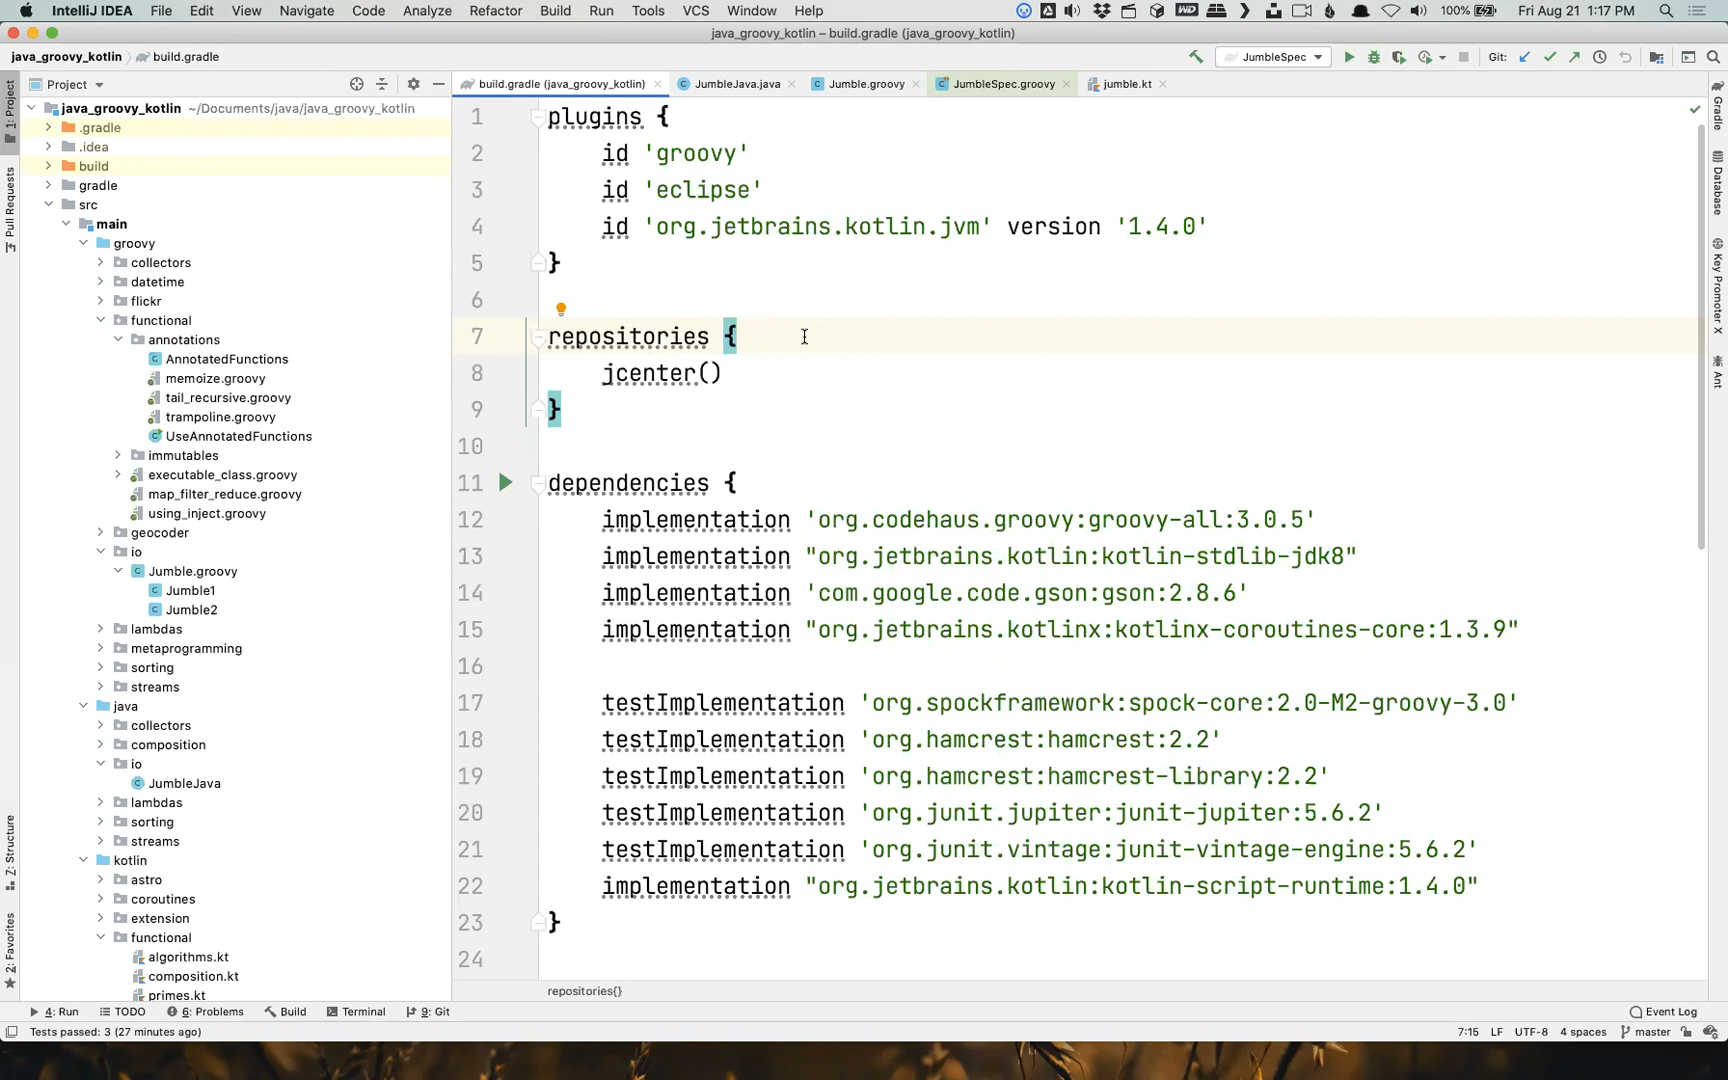 IntelliJ IDEA File Edit View Navigate Code Analyze Refactor Build Run Tools VCS Window Help 100% Fri Aug 21 1:17 PM
java_groovy_kotlin – build.gradle (java_groovy_kotlin)
java_groovy_kotlin build.gradle JumbleSpec Git:
Project build.gradle (java_groovy_kotlin) JumbleJava.java Jumble.groovy JumbleSpec.groovy jumble.kt
1: Project
Pull Requests
Z: Structure
2: Favorites
java_groovy_kotlin ~/Documents/java/java_groovy_kotlin
.gradle
.idea
build
gradle
src
main
groovy
collectors
datetime
flickr
functional
annotations
AnnotatedFunctions
memoize.groovy
tail_recursive.groovy
trampoline.groovy
UseAnnotatedFunctions
immutables
executable_class.groovy
map_filter_reduce.groovy
using_inject.groovy
geocoder
io
Jumble.groovy
Jumble1
Jumble2
lambdas
metaprogramming
sorting
streams
java
collectors
composition
io
JumbleJava
lambdas
sorting
streams
kotlin
astro
coroutines
extension
functional
algorithms.kt
composition.kt
primes.kt
1 plugins {
2 id 'groovy'
3 id 'eclipse'
4 id 'org.jetbrains.kotlin.jvm' version '1.4.0'
5 }
6
7 repositories {
8 jcenter()
9 }
10
11 dependencies {
12 implementation 'org.codehaus.groovy:groovy-all:3.0.5'
13 implementation "org.jetbrains.kotlin:kotlin-stdlib-jdk8"
14 implementation 'com.google.code.gson:gson:2.8.6'
15 implementation "org.jetbrains.kotlinx:kotlinx-coroutines-core:1.3.9"
16
17 testImplementation 'org.spockframework:spock-core:2.0-M2-groovy-3.0'
18 testImplementation 'org.hamcrest:hamcrest:2.2'
19 testImplementation 'org.hamcrest:hamcrest-library:2.2'
20 testImplementation 'org.junit.jupiter:junit-jupiter:5.6.2'
21 testImplementation 'org.junit.vintage:junit-vintage-engine:5.6.2'
22 implementation "org.jetbrains.kotlin:kotlin-script-runtime:1.4.0"
23 }
24
repositories{}
Gradle
Database
Key Promoter X
Ant
4: Run TODO 6: Problems Build Terminal 9: Git Event Log
Tests passed: 3 (27 minutes ago) 7:15 LF UTF-8 4 spaces master